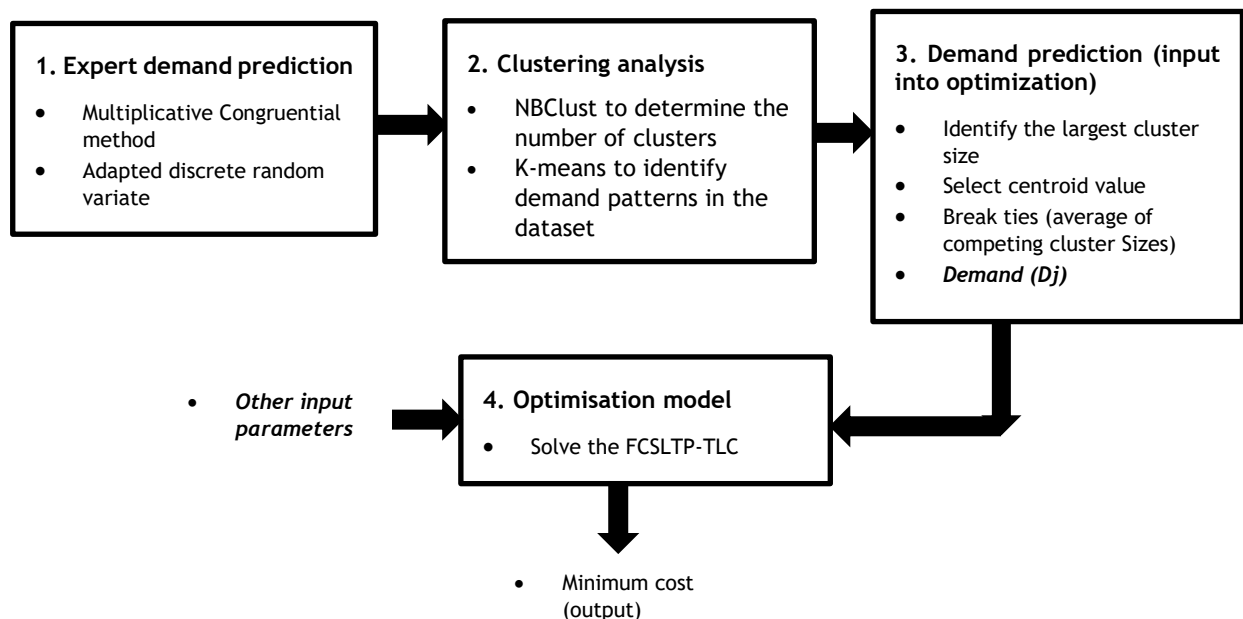 1. Expert demand prediction
• Multiplicative Congruential
method
• Adapted discrete random
variate
2. Clustering analysis
• NBClust to determine the
number of clusters
• K-means to identify
demand patterns in the
dataset
3. Demand prediction (input
into optimization)
• Identify the largest cluster
size
• Select centroid value
• Break ties (average of
competing cluster Sizes)
• Demand (Dj)
• Other input
parameters
4. Optimisation model
• Solve the FCSLTP-TLC
• Minimum cost
(output)